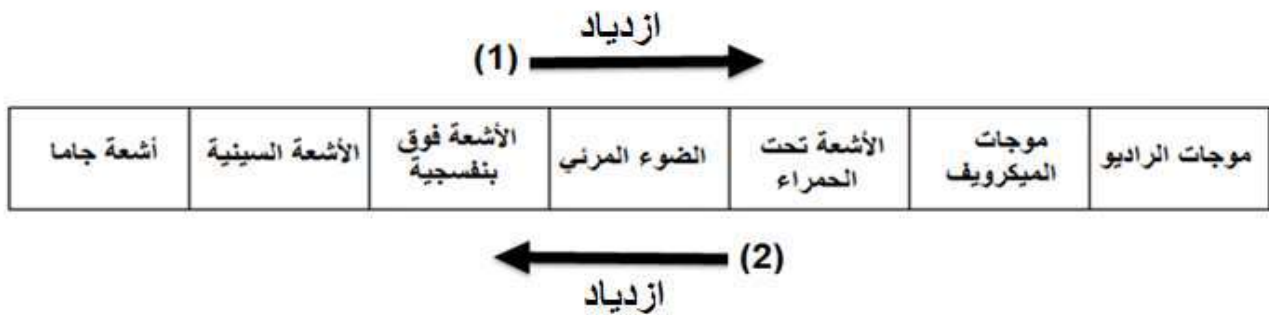 ازدياد
(1)
موجات الراديو
موجات الميكرويف
الأشعة تحت الحمراء
الضوء المرئي
الأشعة فوق بنفسجية
الأشعة السينية
أشعة جاما
(2)
ازدياد